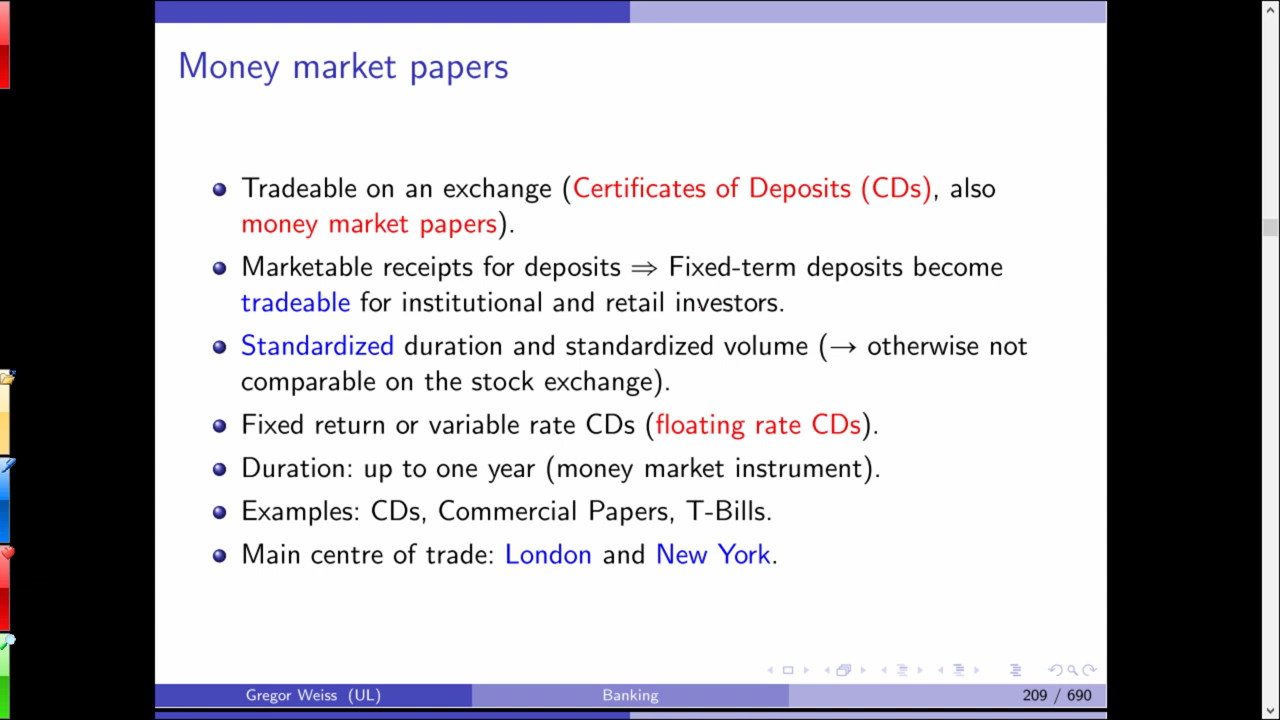 Money market papers
Tradeable on an exchange (Certificates of Deposits (CDs), also
money market papers).
Marketable receipts for deposits ⇒ Fixed-term deposits become
tradeable for institutional and retail investors.
Standardized duration and standardized volume (→ otherwise not
comparable on the stock exchange).
Fixed return or variable rate CDs (floating rate CDs).
Duration: up to one year (money market instrument).
Examples: CDs, Commercial Papers, T-Bills.
Main centre of trade: London and New York.
Gregor Weiss (UL) Banking 209 / 690